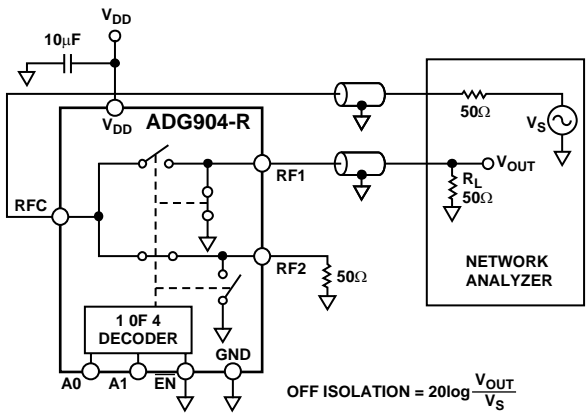 VDD
10μF
VDD
ADG904-R
50Ω
VS
RFC
RF1
VOUT
RL
50Ω
RF2
50Ω
NETWORK
ANALYZER
1 0F 4
DECODER
GND
A0
A1
EN
OFF ISOLATION = 20log VOUT
VS